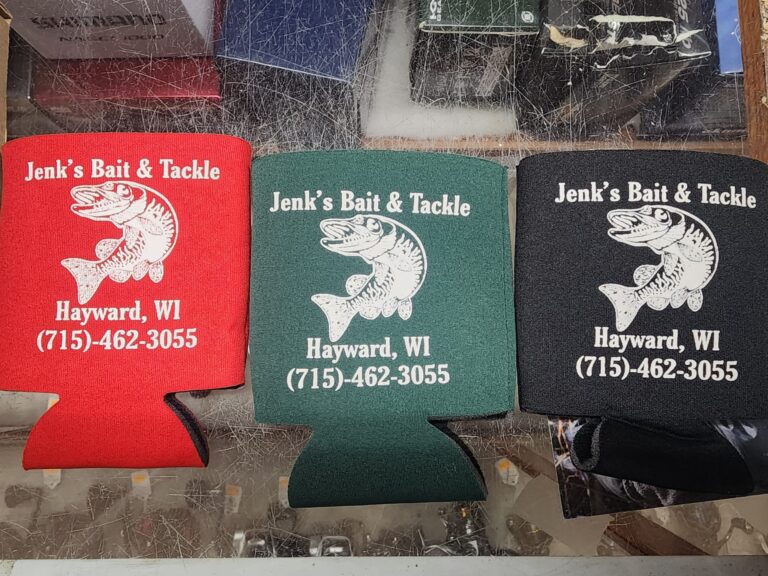 SHIMANO
Jenk's Bait & Tackle
Hayward, WI
(715)-462-3055
Jenk's Bait & Tackle
Hayward, WI
(715)-462-3055
Jenk's Bait & Tackle
Hayward, WI
(715)-462-3055